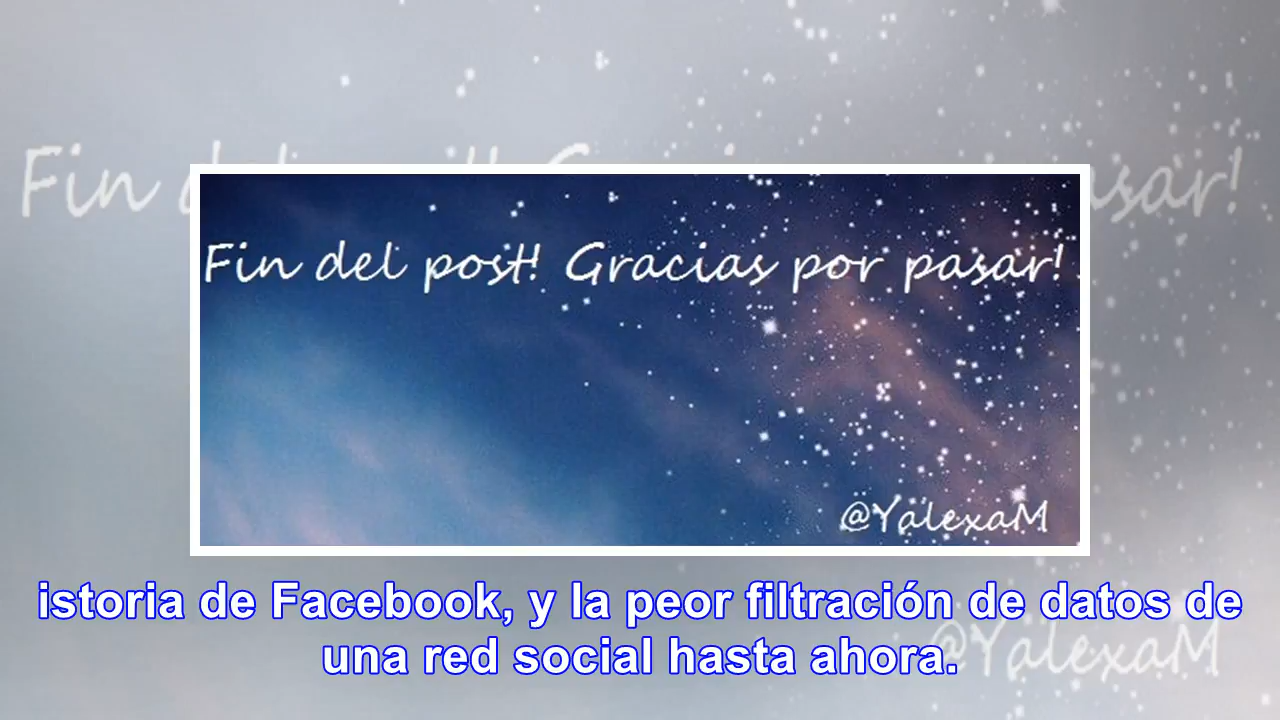 Fin del post! Gracias por pasar!
@YalexaM
istoria de Facebook, y la peor filtración de datos de
una red social hasta ahora.